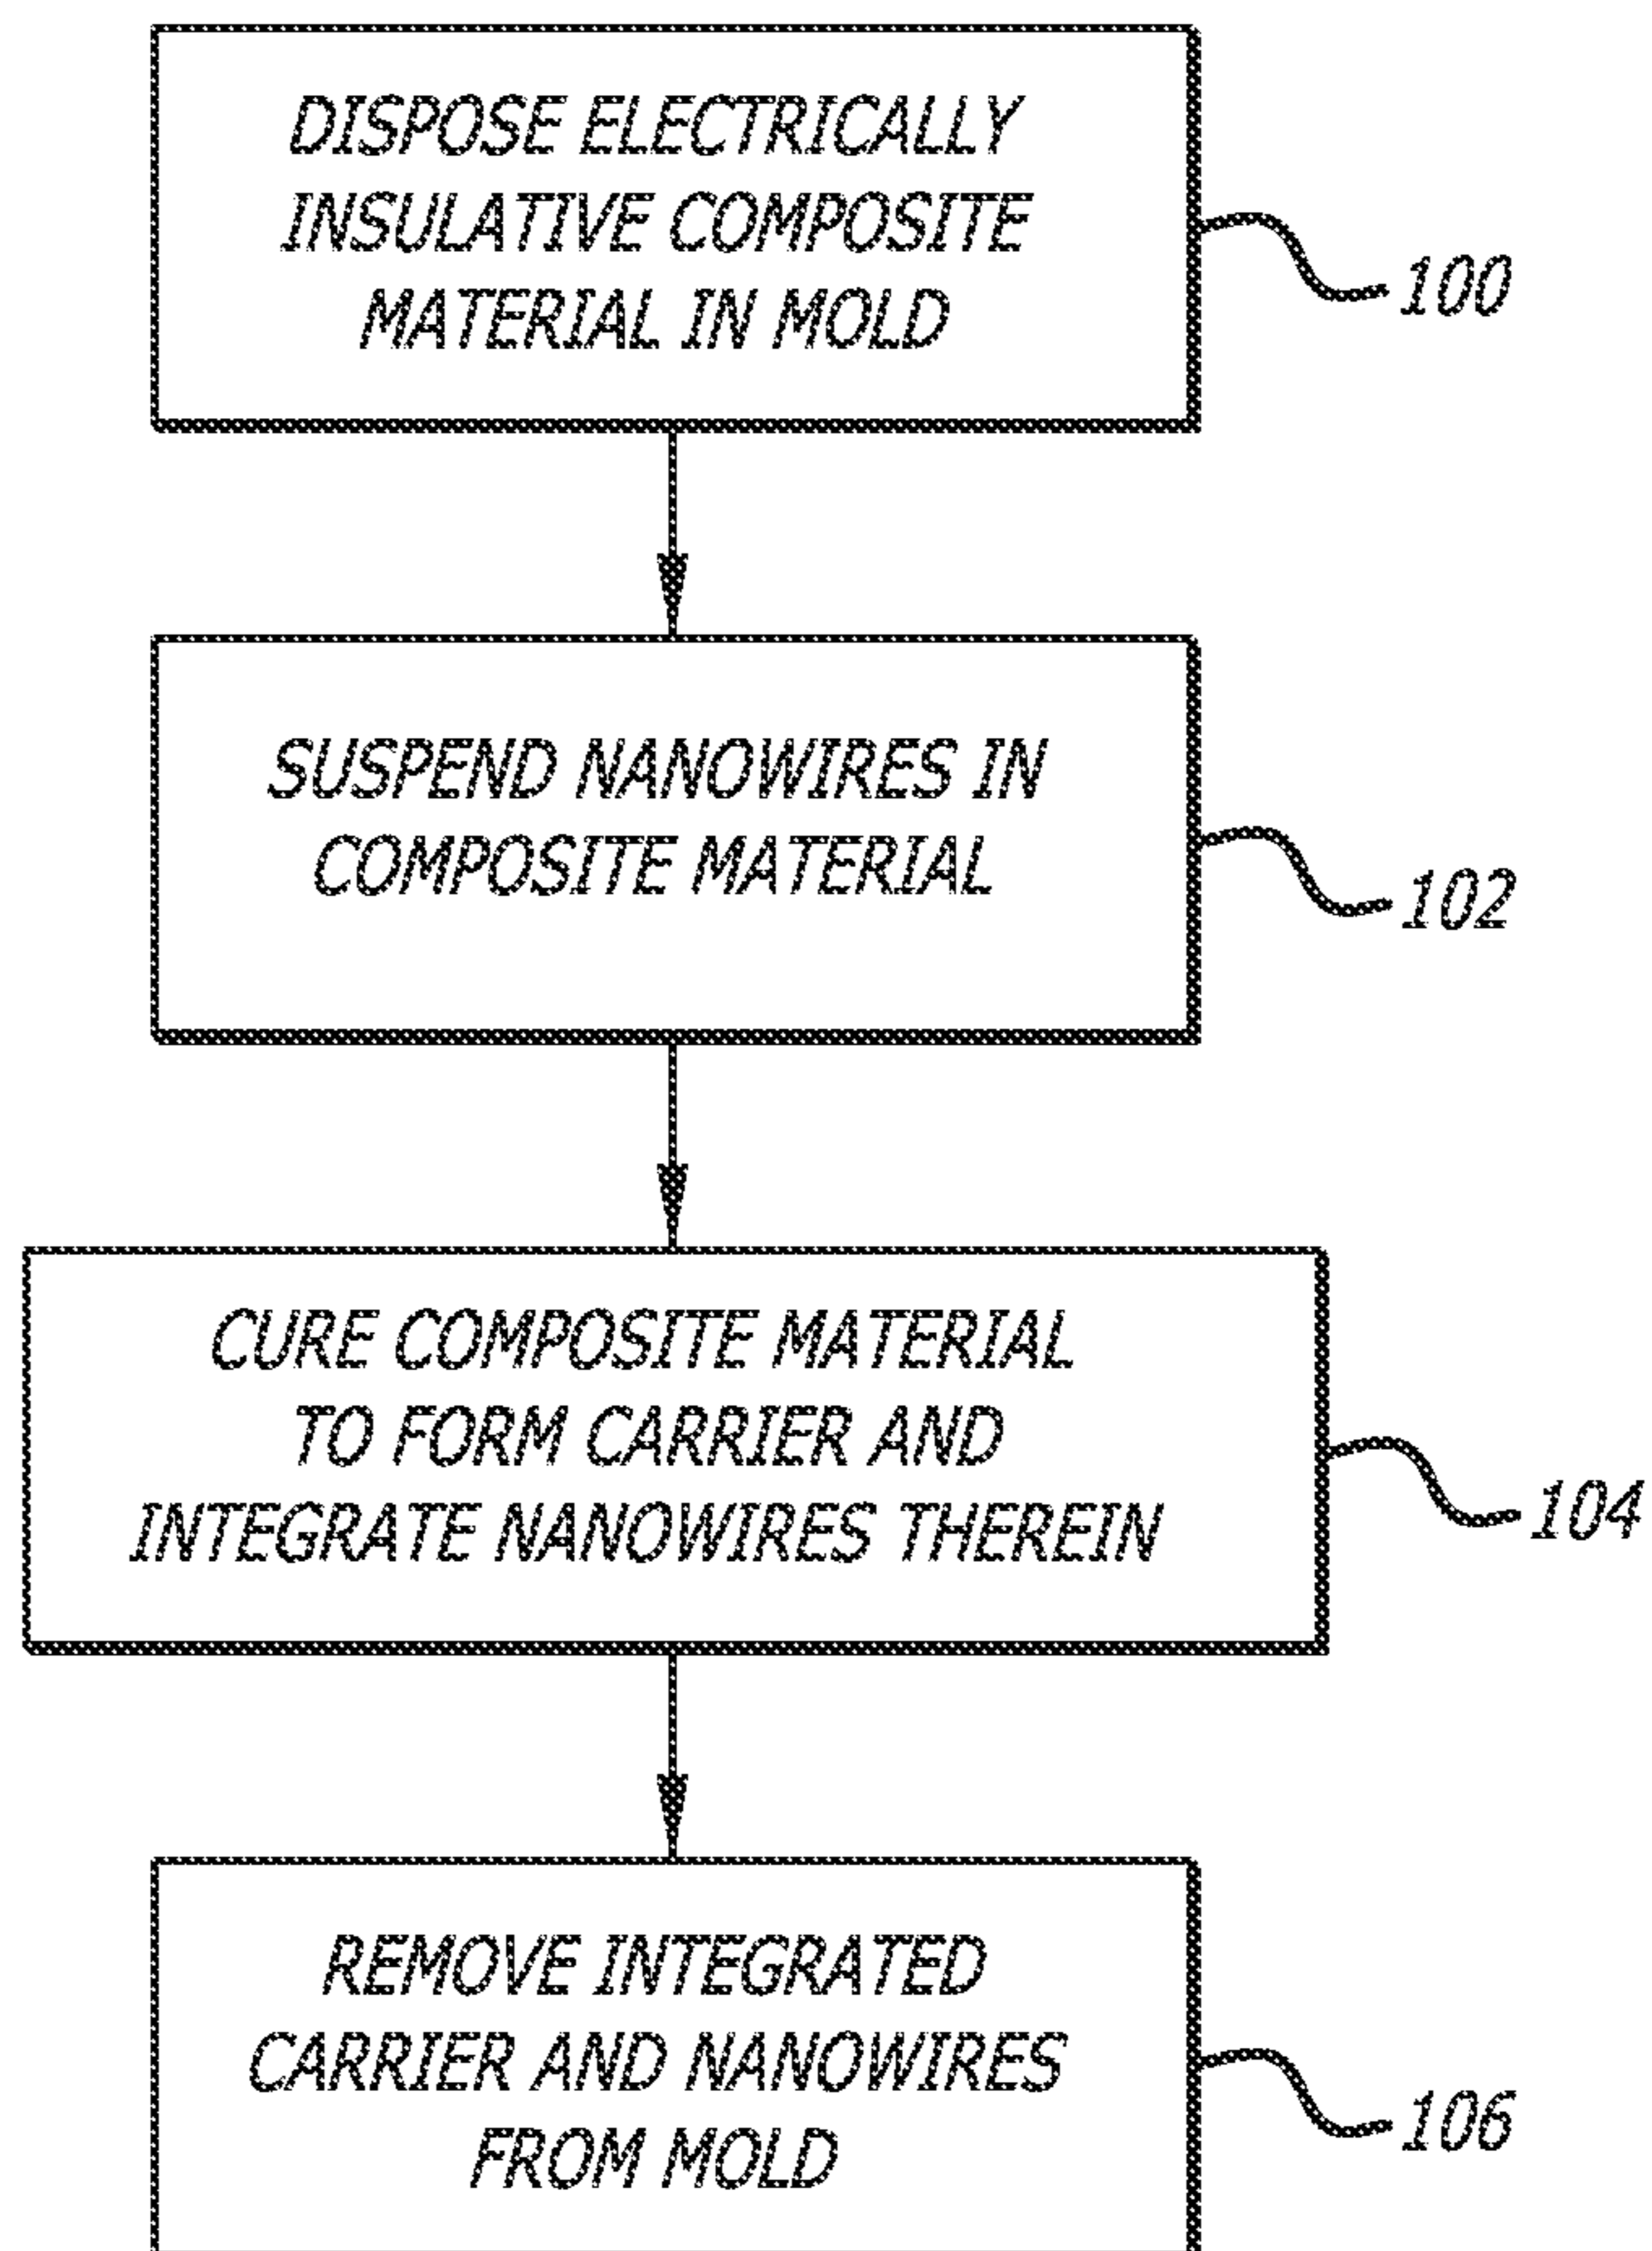 DISPOSE ELECTRICALLY
INSULATIVE COMPOSITE
MATERIAL IN MOLD
100
SUSPEND NANOWIRES IN
COMPOSITE MATERIAL
102
CURE COMPOSITE MATERIAL
TO FORM CARRIER AND
INTEGRATE NANOWIRES THEREIN
104
REMOVE INTEGRATED
CARRIER AND NANOWIRES
FROM MOLD
106